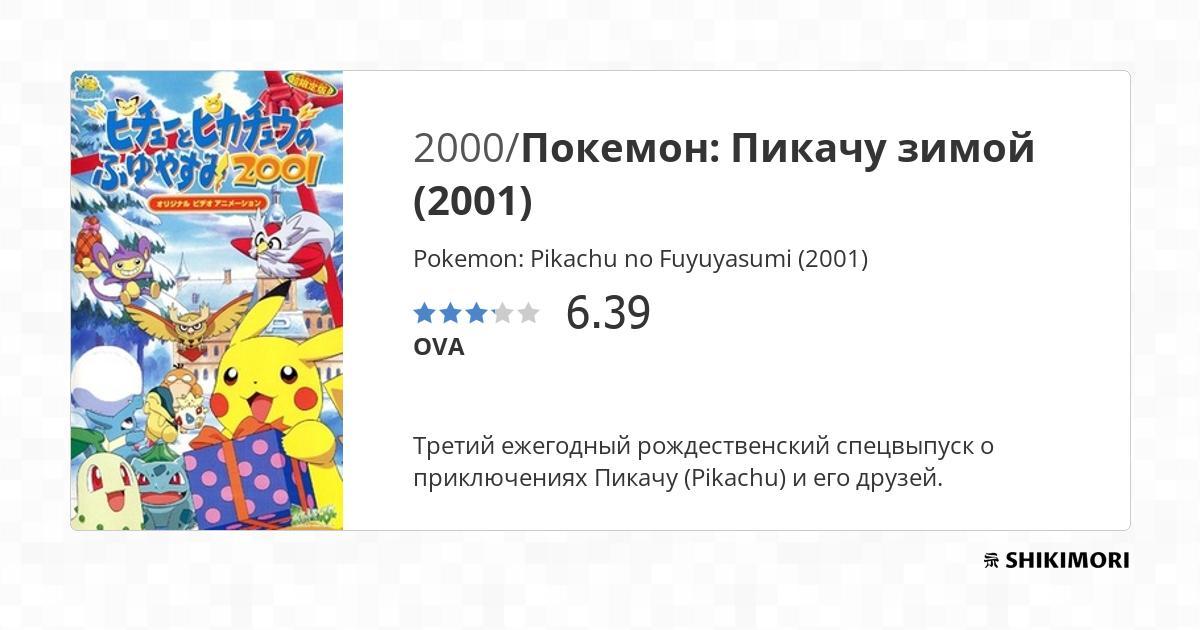 超限定版!
ピチューとピカチュウの
ふゆやすみ2001
オリジナル ビデオ アニメーション
2000/Покемон: Пикачу зимой
(2001)
Pokemon: Pikachu no Fuyuyasumi (2001)
6.39
OVA
Третий ежегодный рождественский спецвыпуск о
приключениях Пикачу (Pikachu) и его друзей.
SHIKIMORI